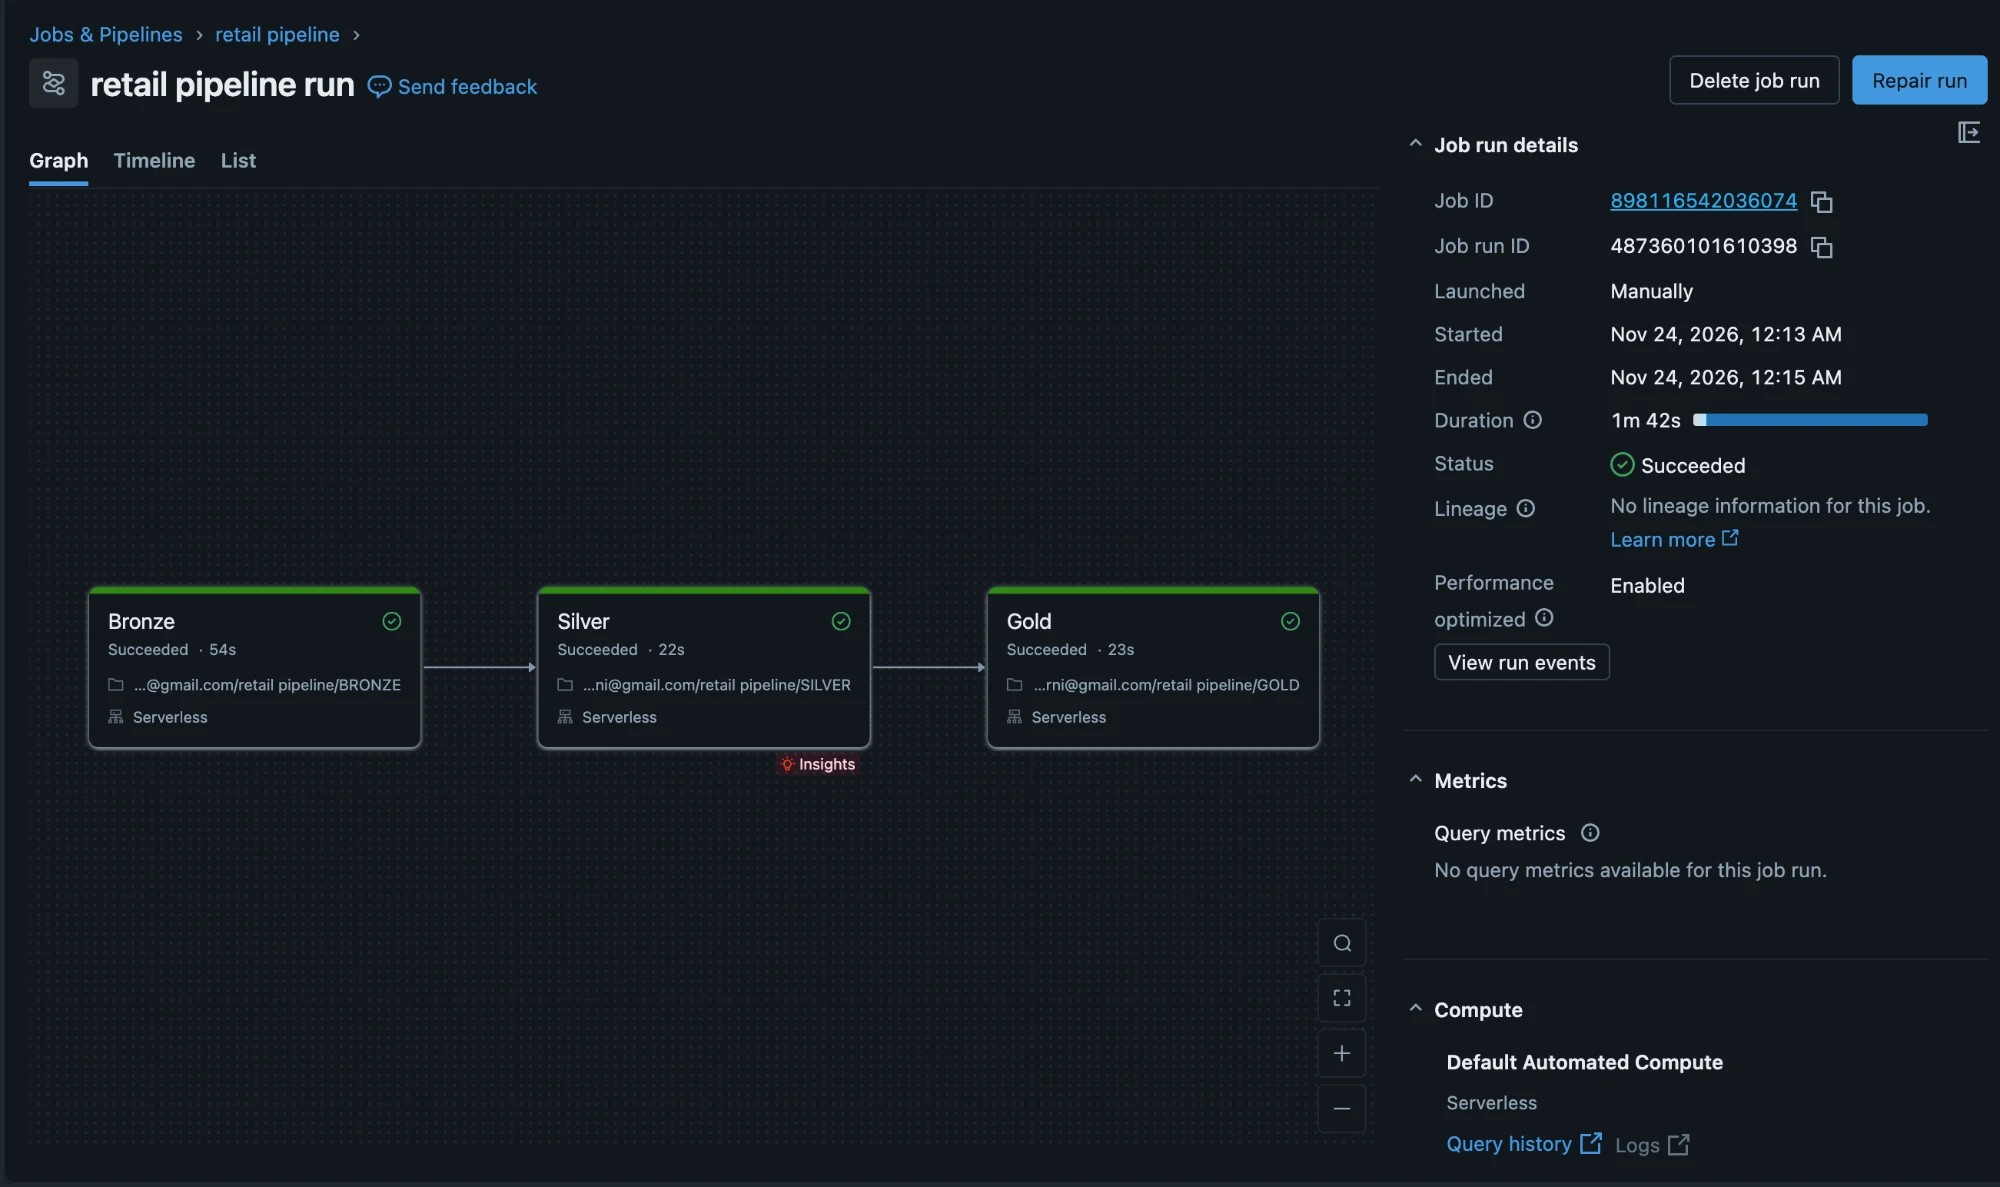 Jobs & Pipelines › retail pipeline ›
retail pipeline run
Send feedback
Delete job run
Repair run
Graph
Timeline
List
Bronze
Succeeded · 54s
...@gmail.com/retail pipeline/BRONZE
Serverless
Silver
Succeeded · 22s
...ni@gmail.com/retail pipeline/SILVER
Serverless
Insights
Gold
Succeeded · 23s
...rni@gmail.com/retail pipeline/GOLD
Serverless
Job run details
Job ID 898116542036074
Job run ID 487360101610398
Launched Manually
Started Nov 24, 2026, 12:13 AM
Ended Nov 24, 2026, 12:15 AM
Duration 1m 42s
Status Succeeded
Lineage No lineage information for this job.
Learn more
Performance Enabled
optimized
View run events
Metrics
Query metrics
No query metrics available for this job run.
Compute
Default Automated Compute
Serverless
Query history Logs